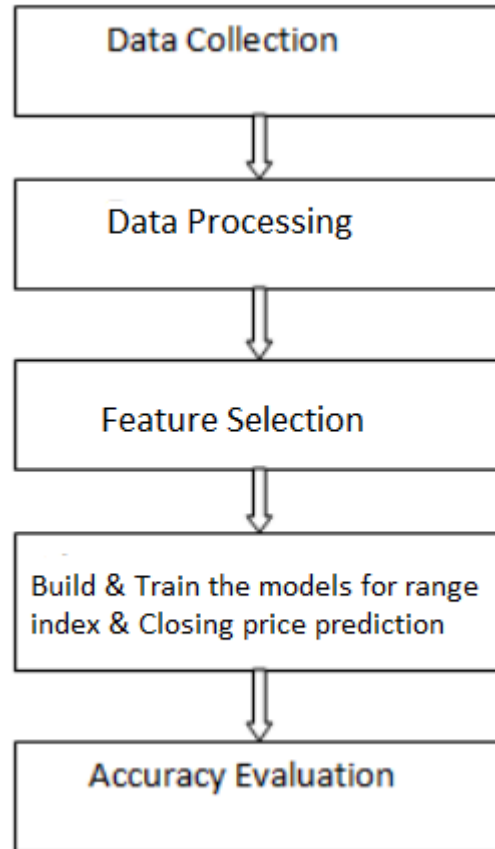 Data Collection
Data Processing
Feature Selection
Build & Train the models for range
index & Closing price prediction
Accuracy Evaluation